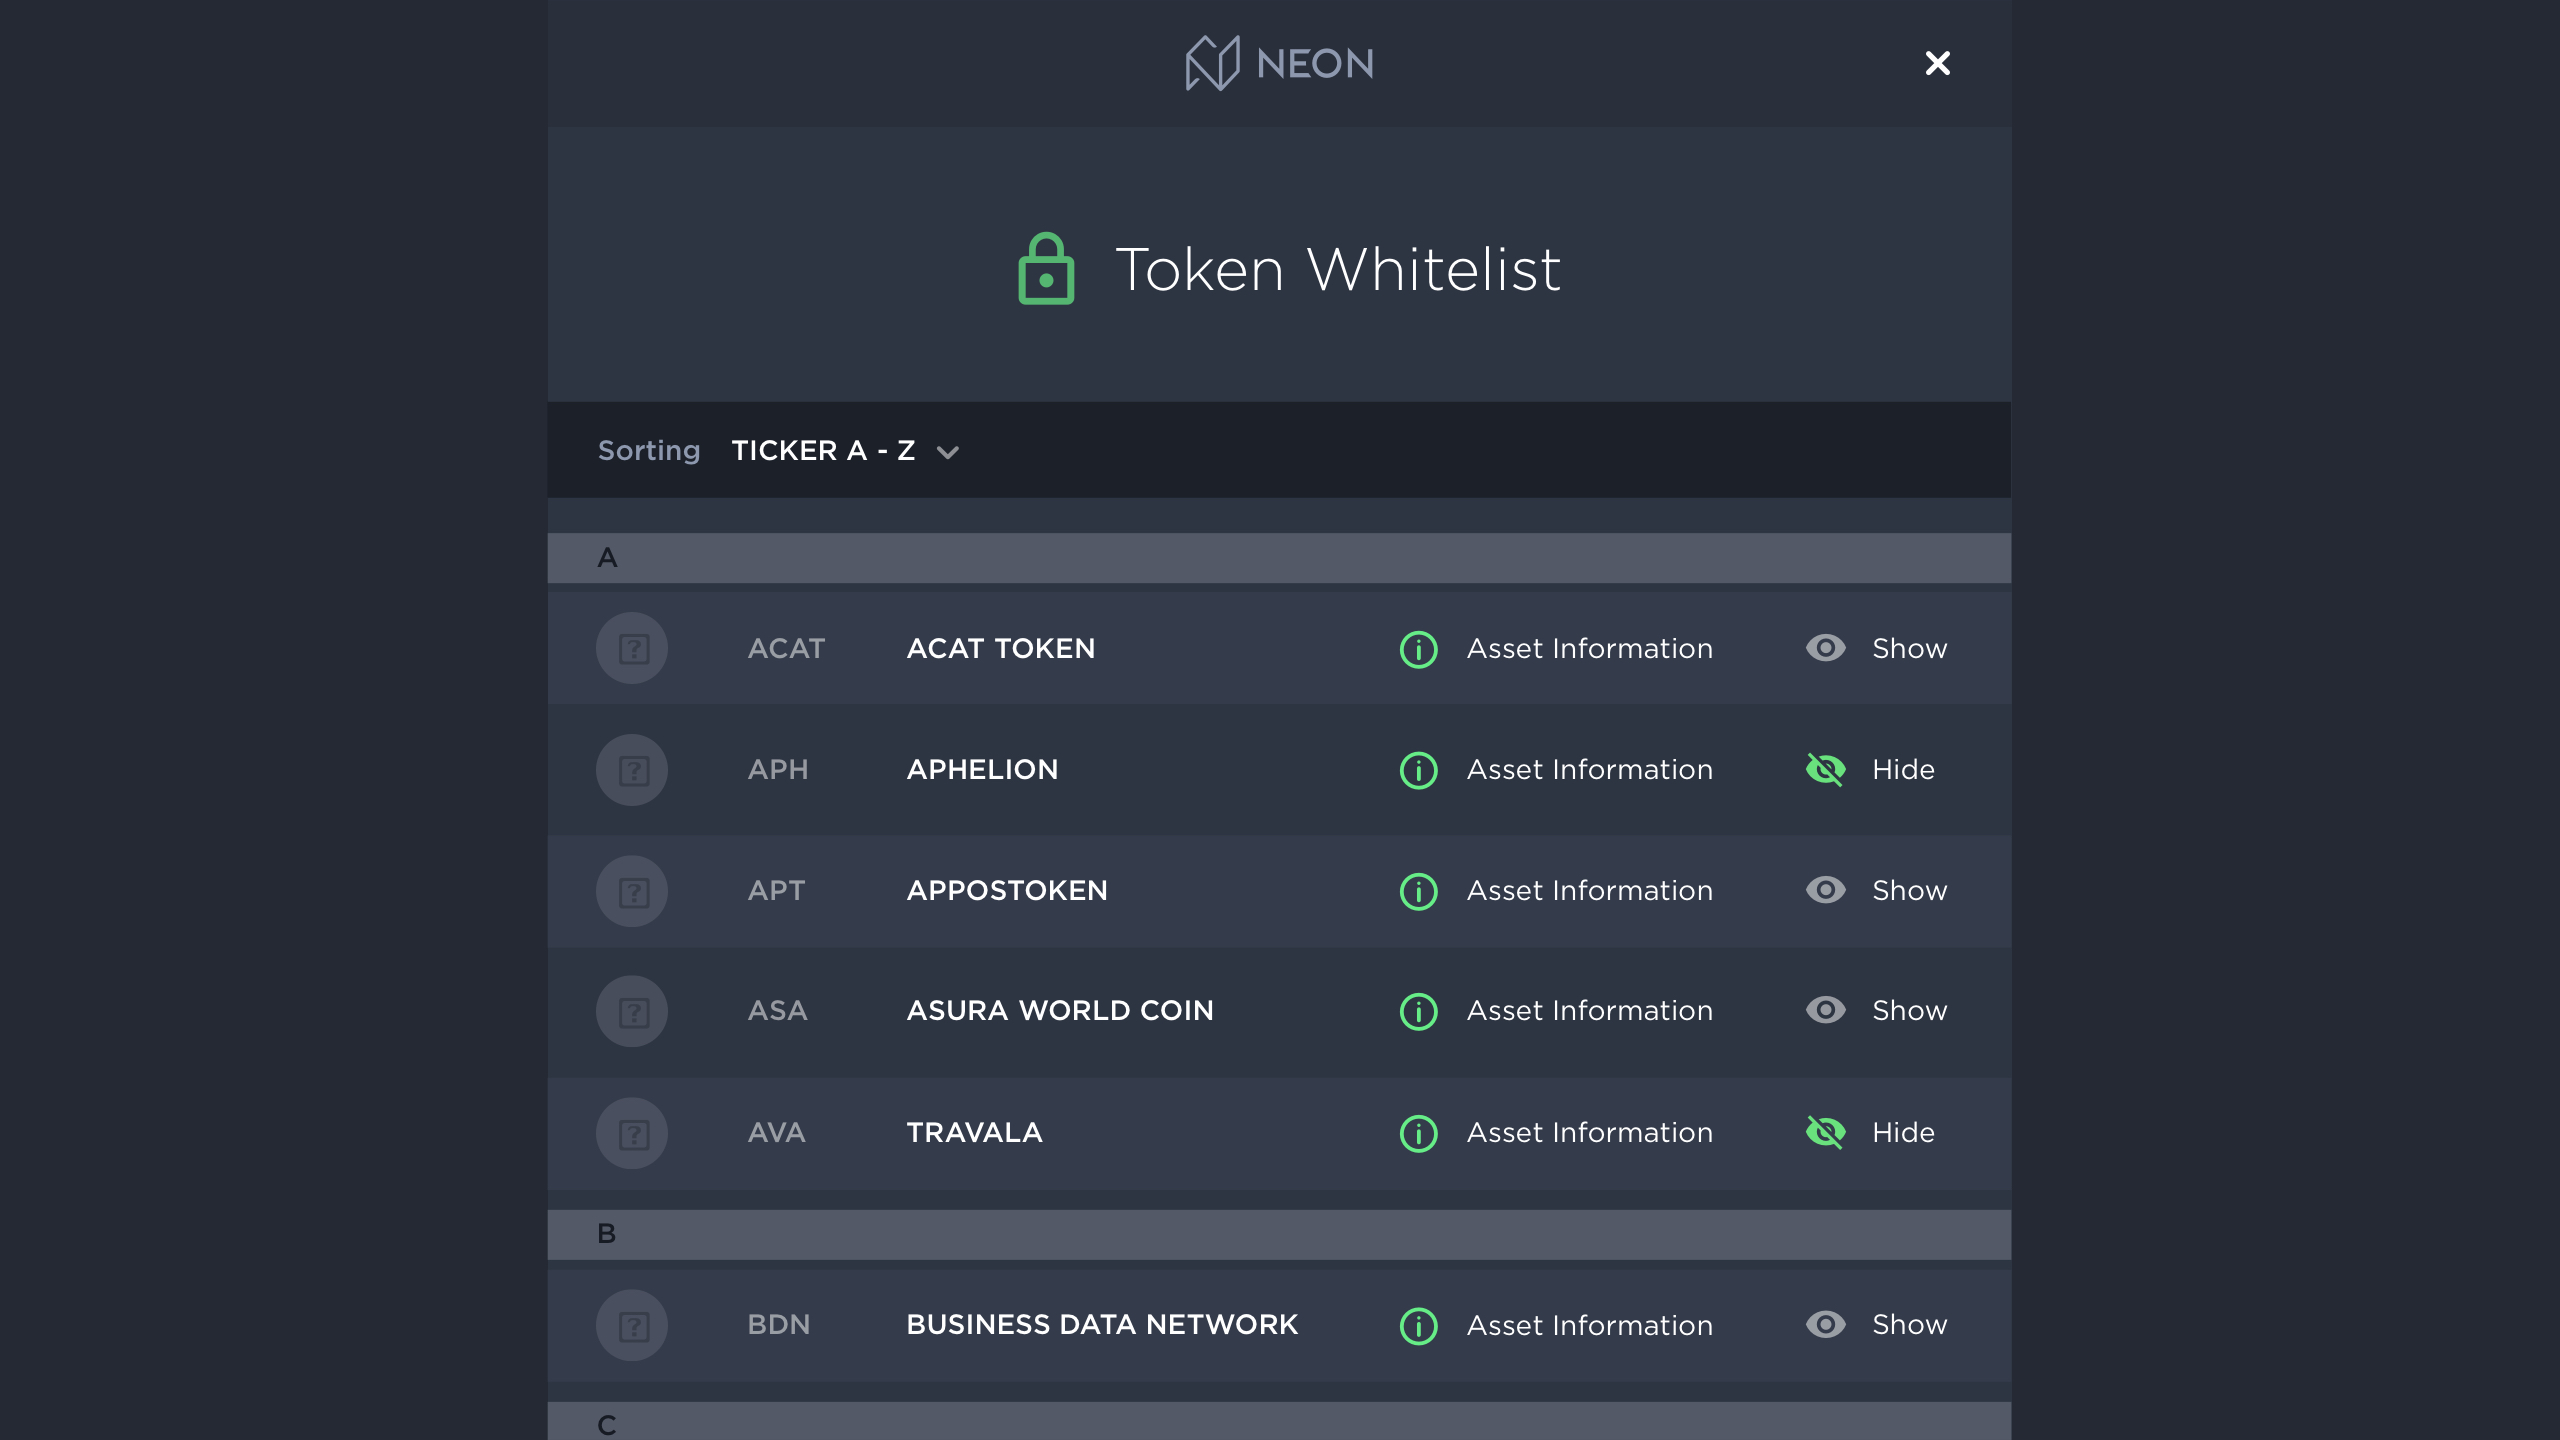 NEON
Token Whitelist
Sorting TICKER A - Z
A
ACAT ACAT TOKEN Asset Information Show
APH APHELION Asset Information Hide
APT APPOSTOKEN Asset Information Show
ASA ASURA WORLD COIN Asset Information Show
AVA TRAVALA Asset Information Hide
B
BDN BUSINESS DATA NETWORK Asset Information Show
C